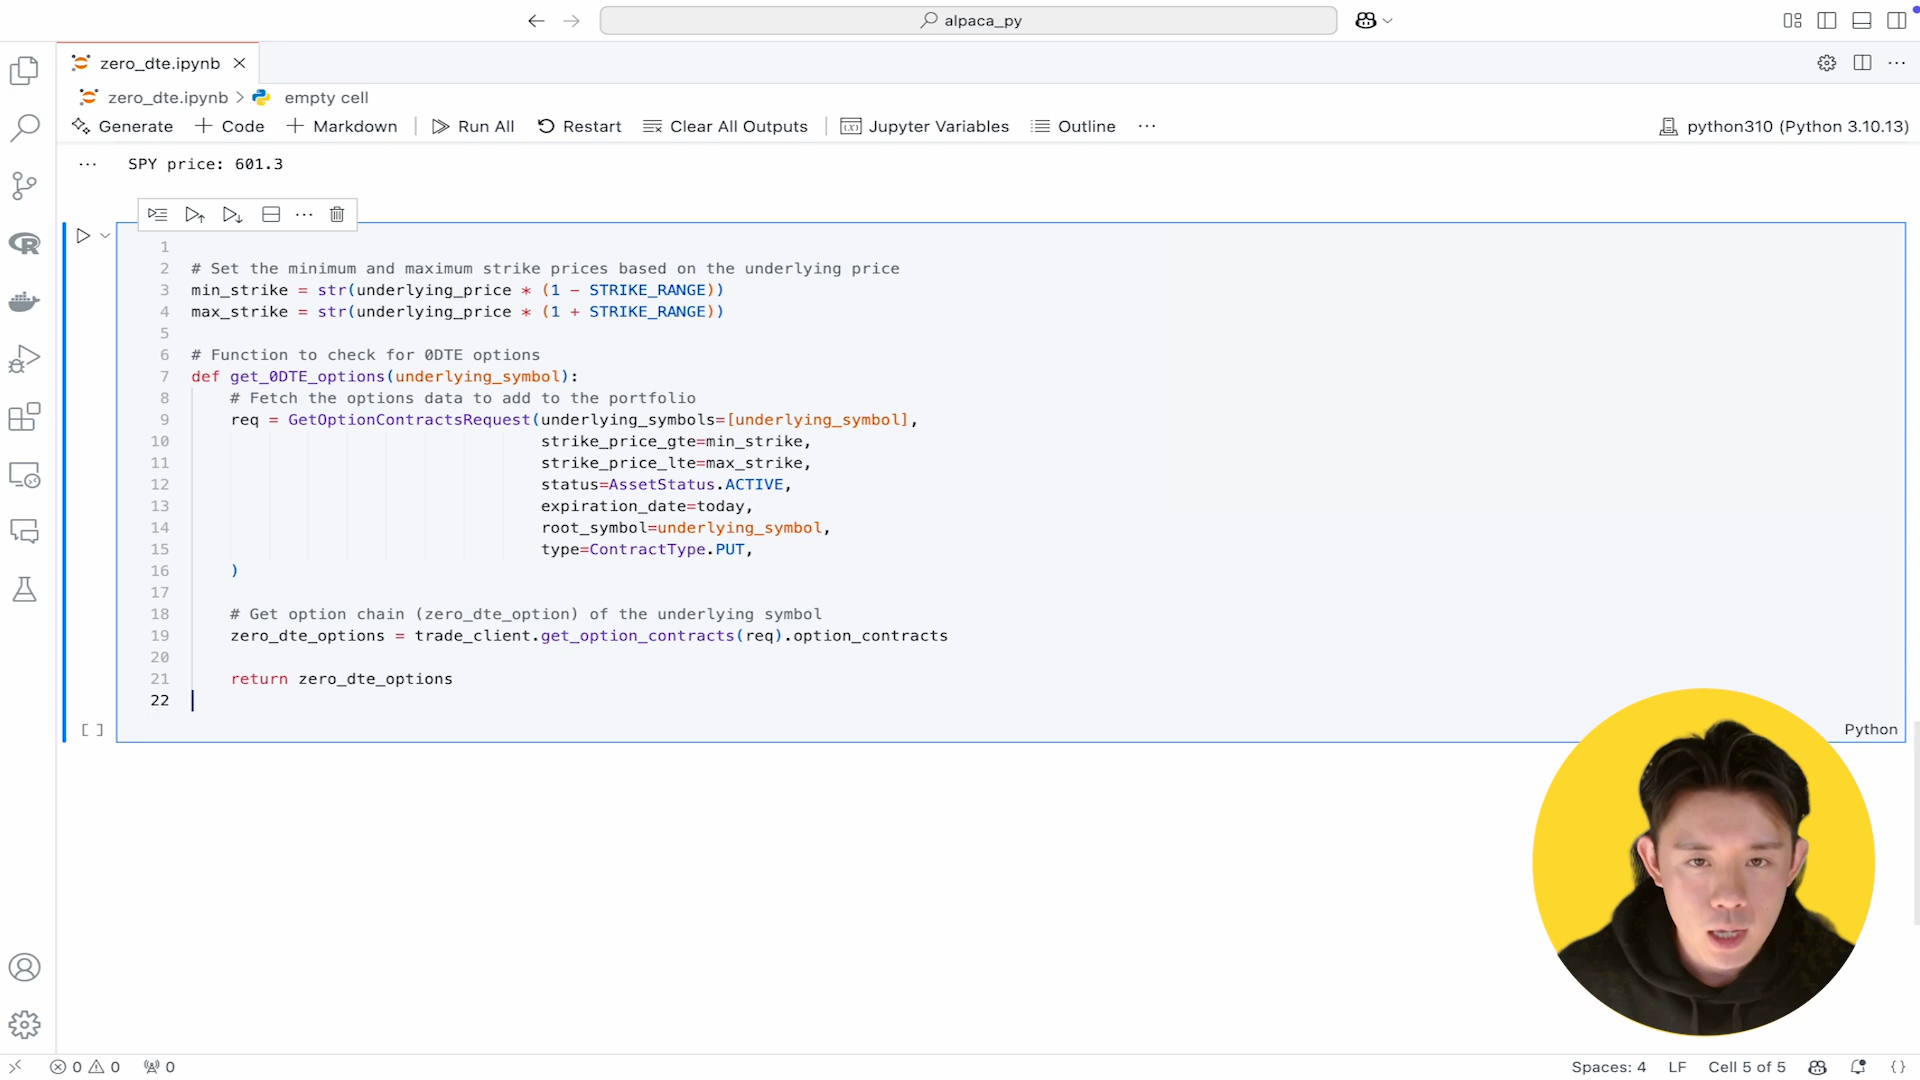 alpaca_py
zero_dte.ipynb
zero_dte.ipynb > empty cell
Generate + Code + Markdown Run All Restart Clear All Outputs Jupyter Variables Outline ... python310 (Python 3.10.13)
... SPY price: 601.3
1
2 # Set the minimum and maximum strike prices based on the underlying price
3 min_strike = str(underlying_price * (1 - STRIKE_RANGE))
4 max_strike = str(underlying_price * (1 + STRIKE_RANGE))
5
6 # Function to check for 0DTE options
7 def get_0DTE_options(underlying_symbol):
8 # Fetch the options data to add to the portfolio
9 req = GetOptionContractsRequest(underlying_symbols=[underlying_symbol],
10 strike_price_gte=min_strike,
11 strike_price_lte=max_strike,
12 status=AssetStatus.ACTIVE,
13 expiration_date=today,
14 root_symbol=underlying_symbol,
15 type=ContractType.PUT,
16 )
17
18 # Get option chain (zero_dte_option) of the underlying symbol
19 zero_dte_options = trade_client.get_option_contracts(req).option_contracts
20
21 return zero_dte_options
22
[ ] Python
0 0 0 Spaces: 4 LF Cell 5 of 5 {}